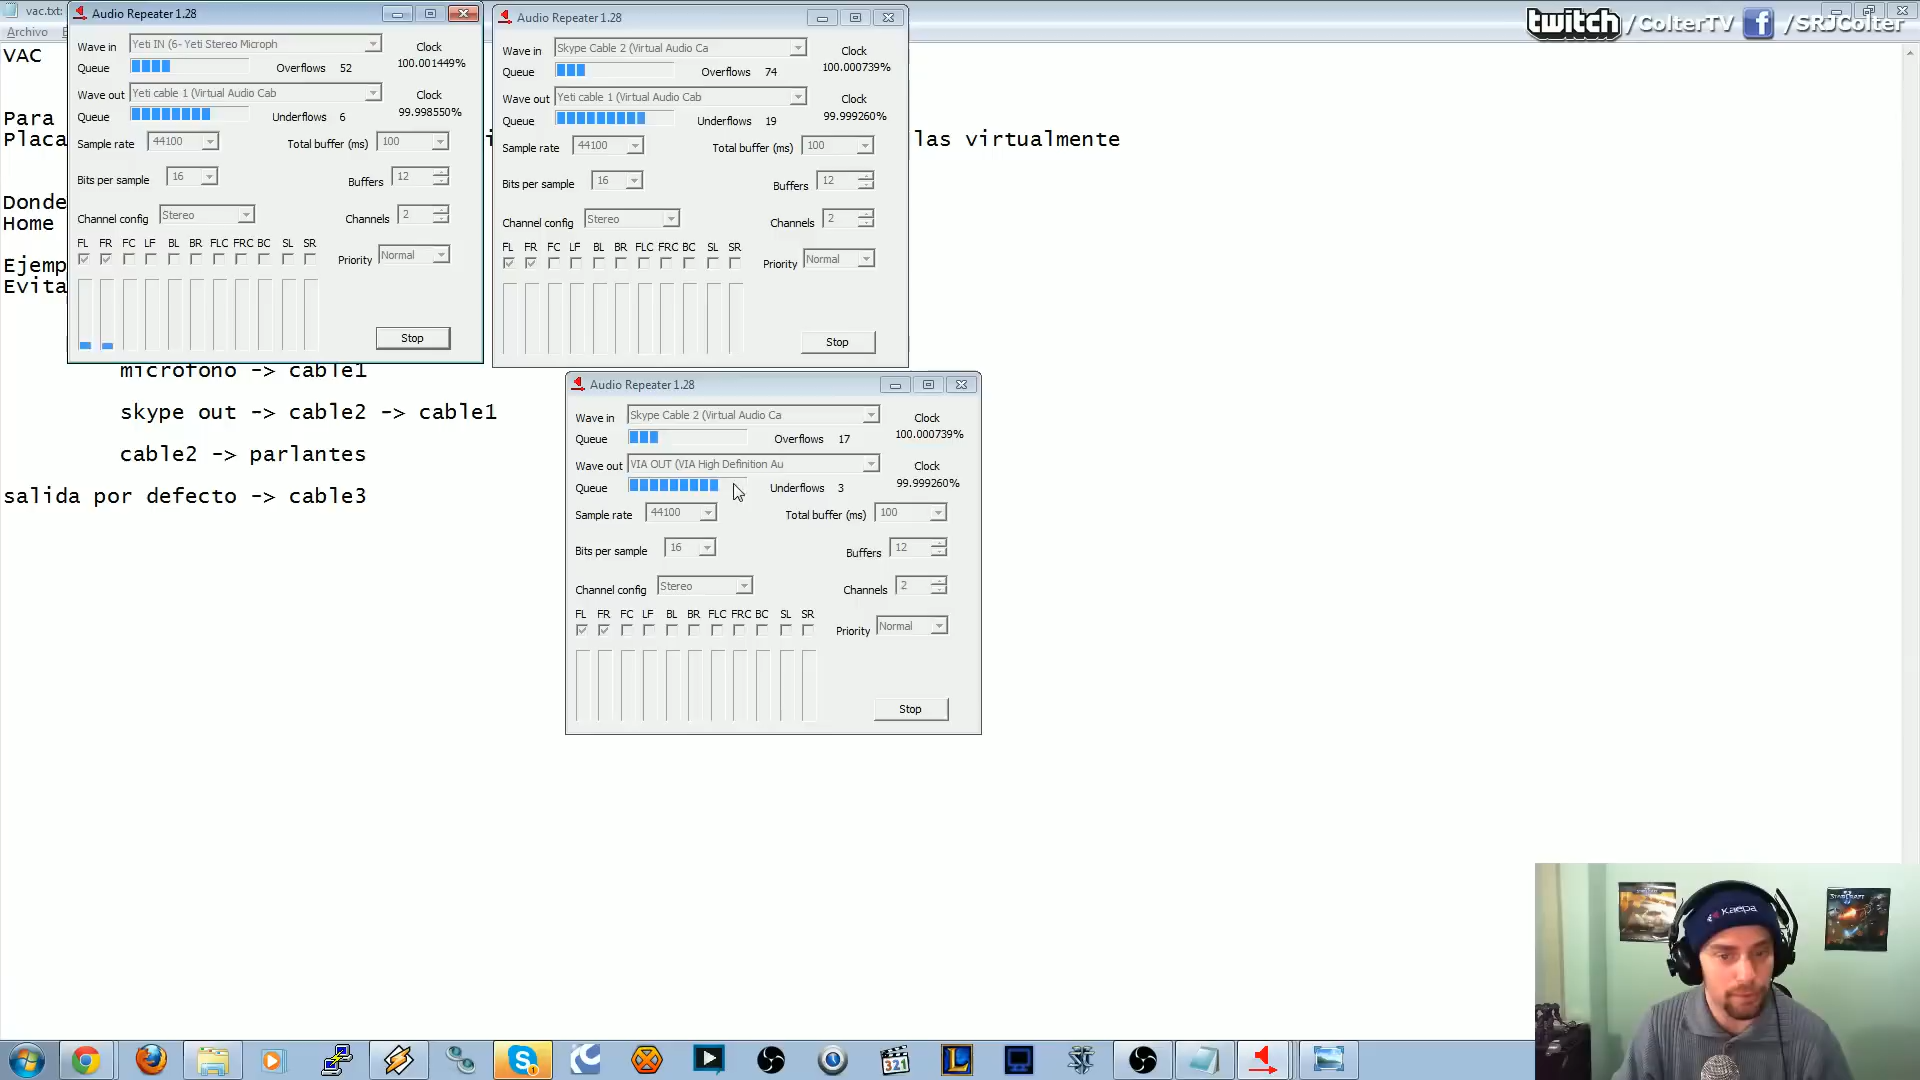 vac.txt:
Archivo
VAC
Para
Placa
las virtualmente
Donde
Home
Ejemp
Evita
microfono -> cable1
skype out -> cable2 -> cable1
cable2 -> parlantes
salida por defecto -> cable3
Audio Repeater 1.28
Wave in Yeti IN (6- Yeti Stereo Microph Clock
Queue Overflows 52 100.001449%
Wave out Yeti cable 1 (Virtual Audio Cab Clock
Queue Underflows 6 99.998550%
Sample rate 44100 Total buffer (ms) 100
Bits per sample 16 Buffers 12
Channel config Stereo Channels 2
FL FR FC LF BL BR FLC FRC BC SL SR
Priority Normal
Stop
Audio Repeater 1.28
Wave in Skype Cable 2 (Virtual Audio Ca Clock
Queue Overflows 74 100.000739%
Wave out Yeti cable 1 (Virtual Audio Cab Clock
Queue Underflows 19 99.999260%
Sample rate 44100 Total buffer (ms) 100
Bits per sample 16 Buffers 12
Channel config Stereo Channels 2
FL FR FC LF BL BR FLC FRC BC SL SR
Priority Normal
Stop
Audio Repeater 1.28
Wave in Skype Cable 2 (Virtual Audio Ca Clock
Queue Overflows 17 100.000739%
Wave out VIA OUT (VIA High Definition Au Clock
Queue Underflows 3 99.999260%
Sample rate 44100 Total buffer (ms) 100
Bits per sample 16 Buffers 12
Channel config Stereo Channels 2
FL FR FC LF BL BR FLC FRC BC SL SR
Priority Normal
Stop
twitch /ColterTV f /SRJColter
kaepa
STARCRAFT
321